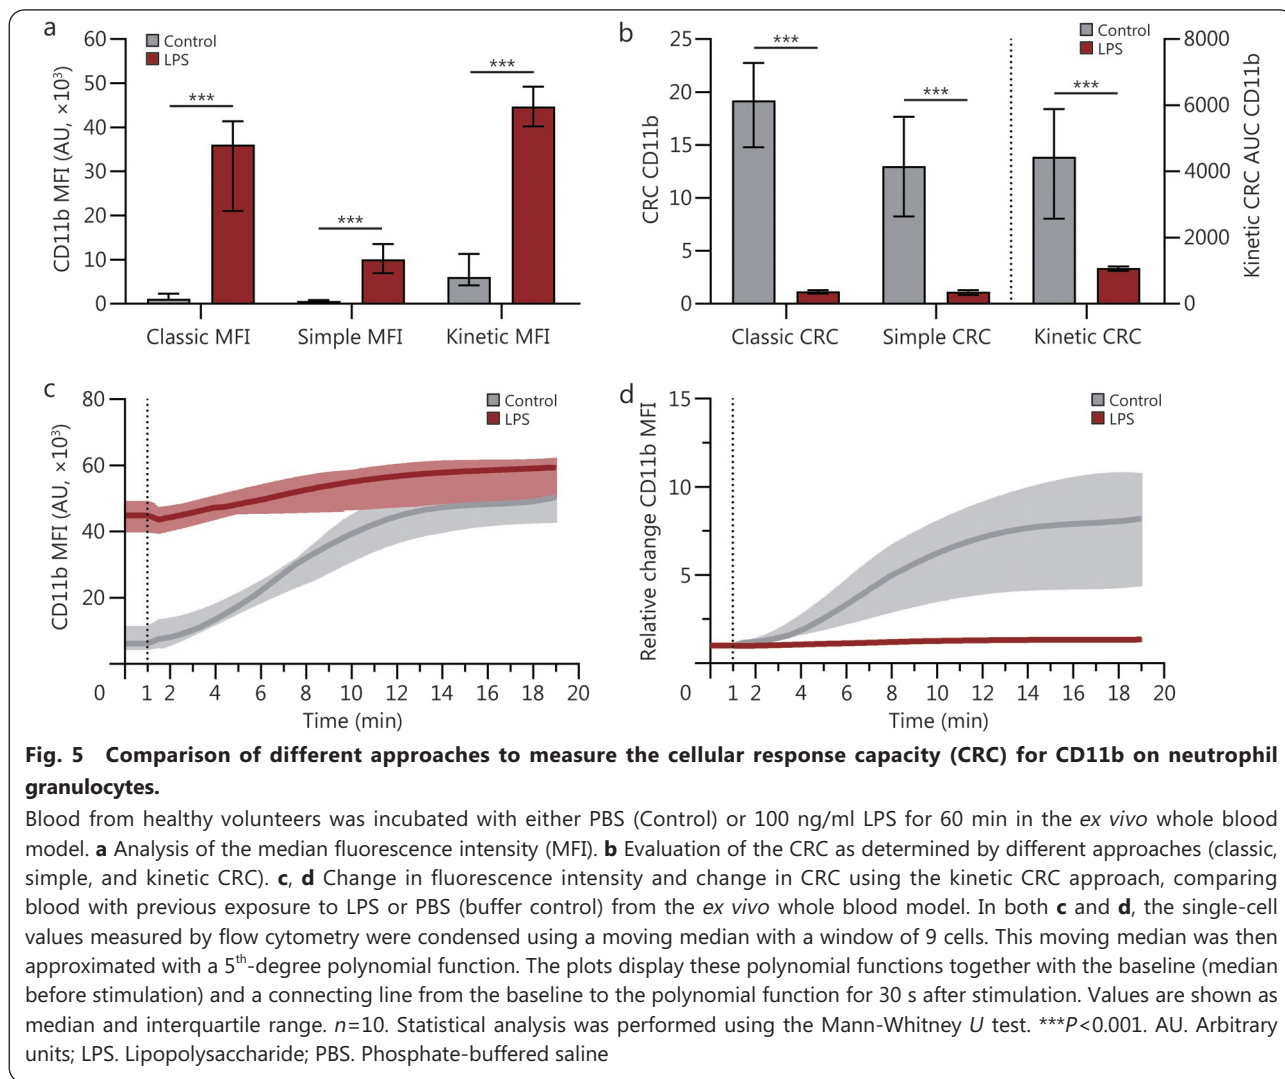 a
Control
LPS
60
50
40
30
20
10
0
CD11b MFI (AU, ×10³)
***
***
***
Classic MFI
Simple MFI
Kinetic MFI
b
Control
LPS
25
20
15
10
5
0
CRC CD11b
***
***
***
8000
6000
4000
2000
0
Kinetic CRC AUC CD11b
Classic CRC
Simple CRC
Kinetic CRC
c
Control
LPS
80
60
40
20
CD11b MFI (AU, ×10³)
0 1 2 4 6 8 10 12 14 16 18 20
Time (min)
d
Control
LPS
15
10
5
Relative change CD11b MFI
0 1 2 4 6 8 10 12 14 16 18 20
Time (min)
Fig. 5 Comparison of different approaches to measure the cellular response capacity (CRC) for CD11b on neutrophil
granulocytes.
Blood from healthy volunteers was incubated with either PBS (Control) or 100 ng/ml LPS for 60 min in the ex vivo whole blood
model. a Analysis of the median fluorescence intensity (MFI). b Evaluation of the CRC as determined by different approaches (classic,
simple, and kinetic CRC). c, d Change in fluorescence intensity and change in CRC using the kinetic CRC approach, comparing
blood with previous exposure to LPS or PBS (buffer control) from the ex vivo whole blood model. In both c and d, the single-cell
values measured by flow cytometry were condensed using a moving median with a window of 9 cells. This moving median was then
approximated with a 5th-degree polynomial function. The plots display these polynomial functions together with the baseline (median
before stimulation) and a connecting line from the baseline to the polynomial function for 30 s after stimulation. Values are shown as
median and interquartile range. n=10. Statistical analysis was performed using the Mann-Whitney U test. ***P<0.001. AU. Arbitrary
units; LPS. Lipopolysaccharide; PBS. Phosphate-buffered saline